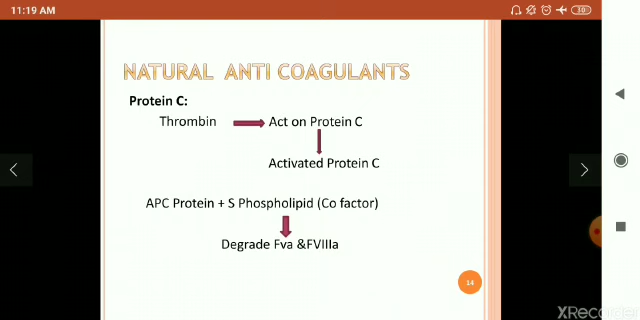 11:19 AM
30
NATURAL ANTI COAGULANTS
Protein C:
Thrombin Act on Protein C
Activated Protein C
APC Protein + S Phospholipid (Co factor)
Degrade Fva &FVIIIa
14
XRecorder